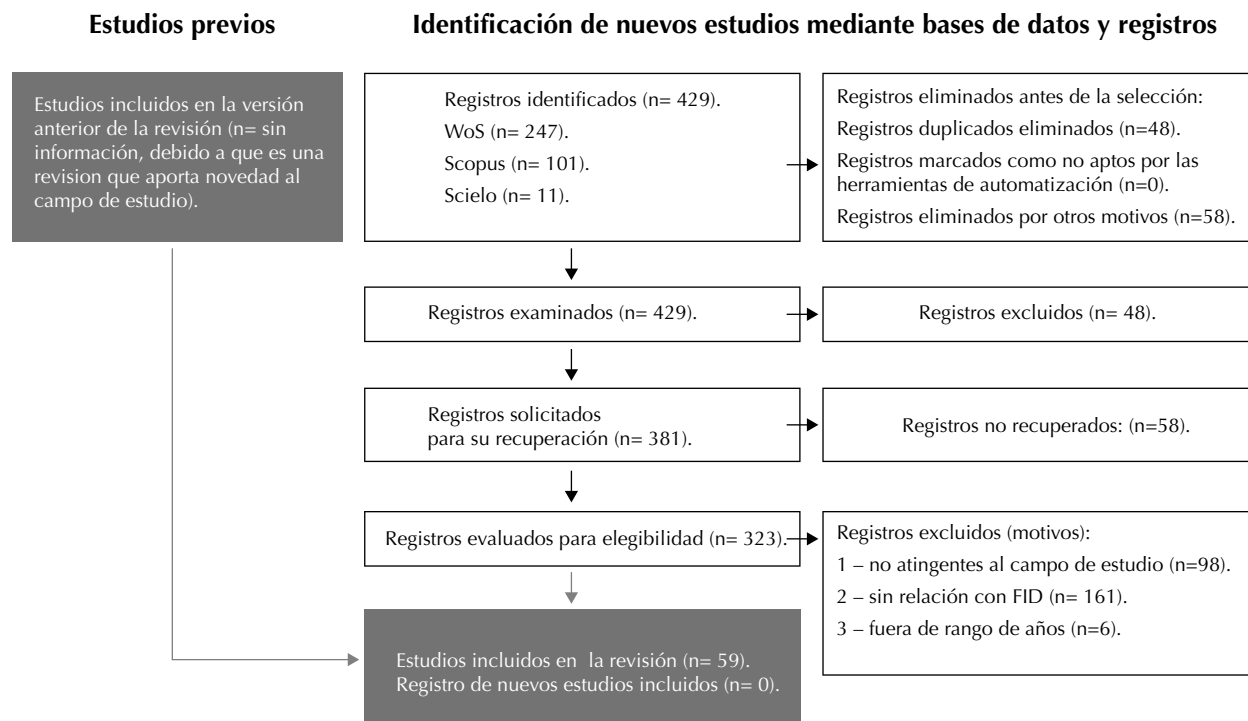 Estudios previos
Identificación de nuevos estudios mediante bases de datos y registros
Estudios incluidos en la versión
anterior de la revisión (n= sin
información, debido a que es una
revision que aporta novedad al
campo de estudio).
Registros identificados (n= 429).
WoS (n= 247).
Scopus (n= 101).
Scielo (n= 11).
Registros eliminados antes de la selección:
Registros duplicados eliminados (n=48).
Registros marcados como no aptos por las
herramientas de automatización (n=0).
Registros eliminados por otros motivos (n=58).
Registros examinados (n= 429).
Registros excluidos (n= 48).
Registros solicitados
para su recuperación (n= 381).
Registros no recuperados: (n=58).
Registros evaluados para elegibilidad (n= 323).
Registros excluidos (motivos):
1 – no atingentes al campo de estudio (n=98).
2 – sin relación con FID (n= 161).
3 – fuera de rango de años (n=6).
Estudios incluidos en la revisión (n= 59).
Registro de nuevos estudios incluidos (n= 0).